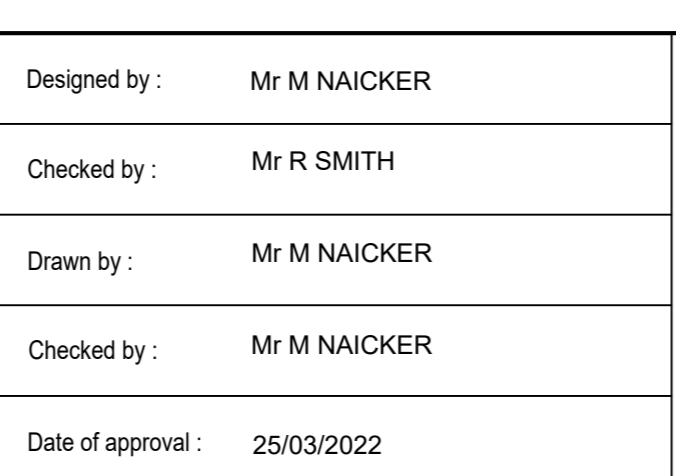 Designed by : Mr M NAICKER
Checked by : Mr R SMITH
Drawn by : Mr M NAICKER
Checked by : Mr M NAICKER
Date of approval : 25/03/2022